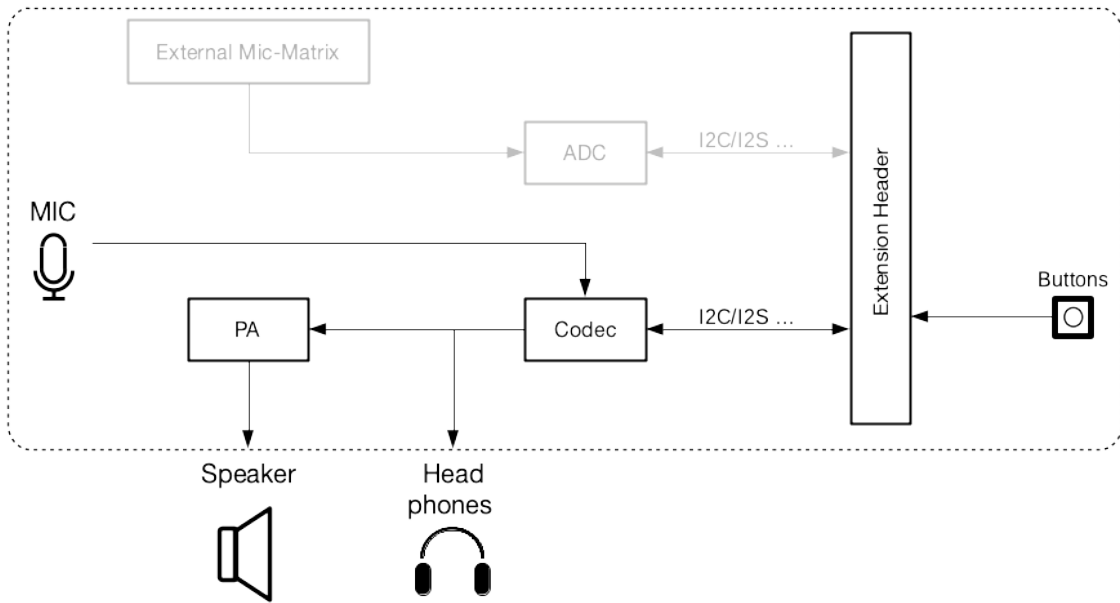 External Mic-Matrix
ADC
I2C/I2S ...
Extension Header
MIC
Buttons
PA
Codec
I2C/I2S ...
Speaker
Head
phones